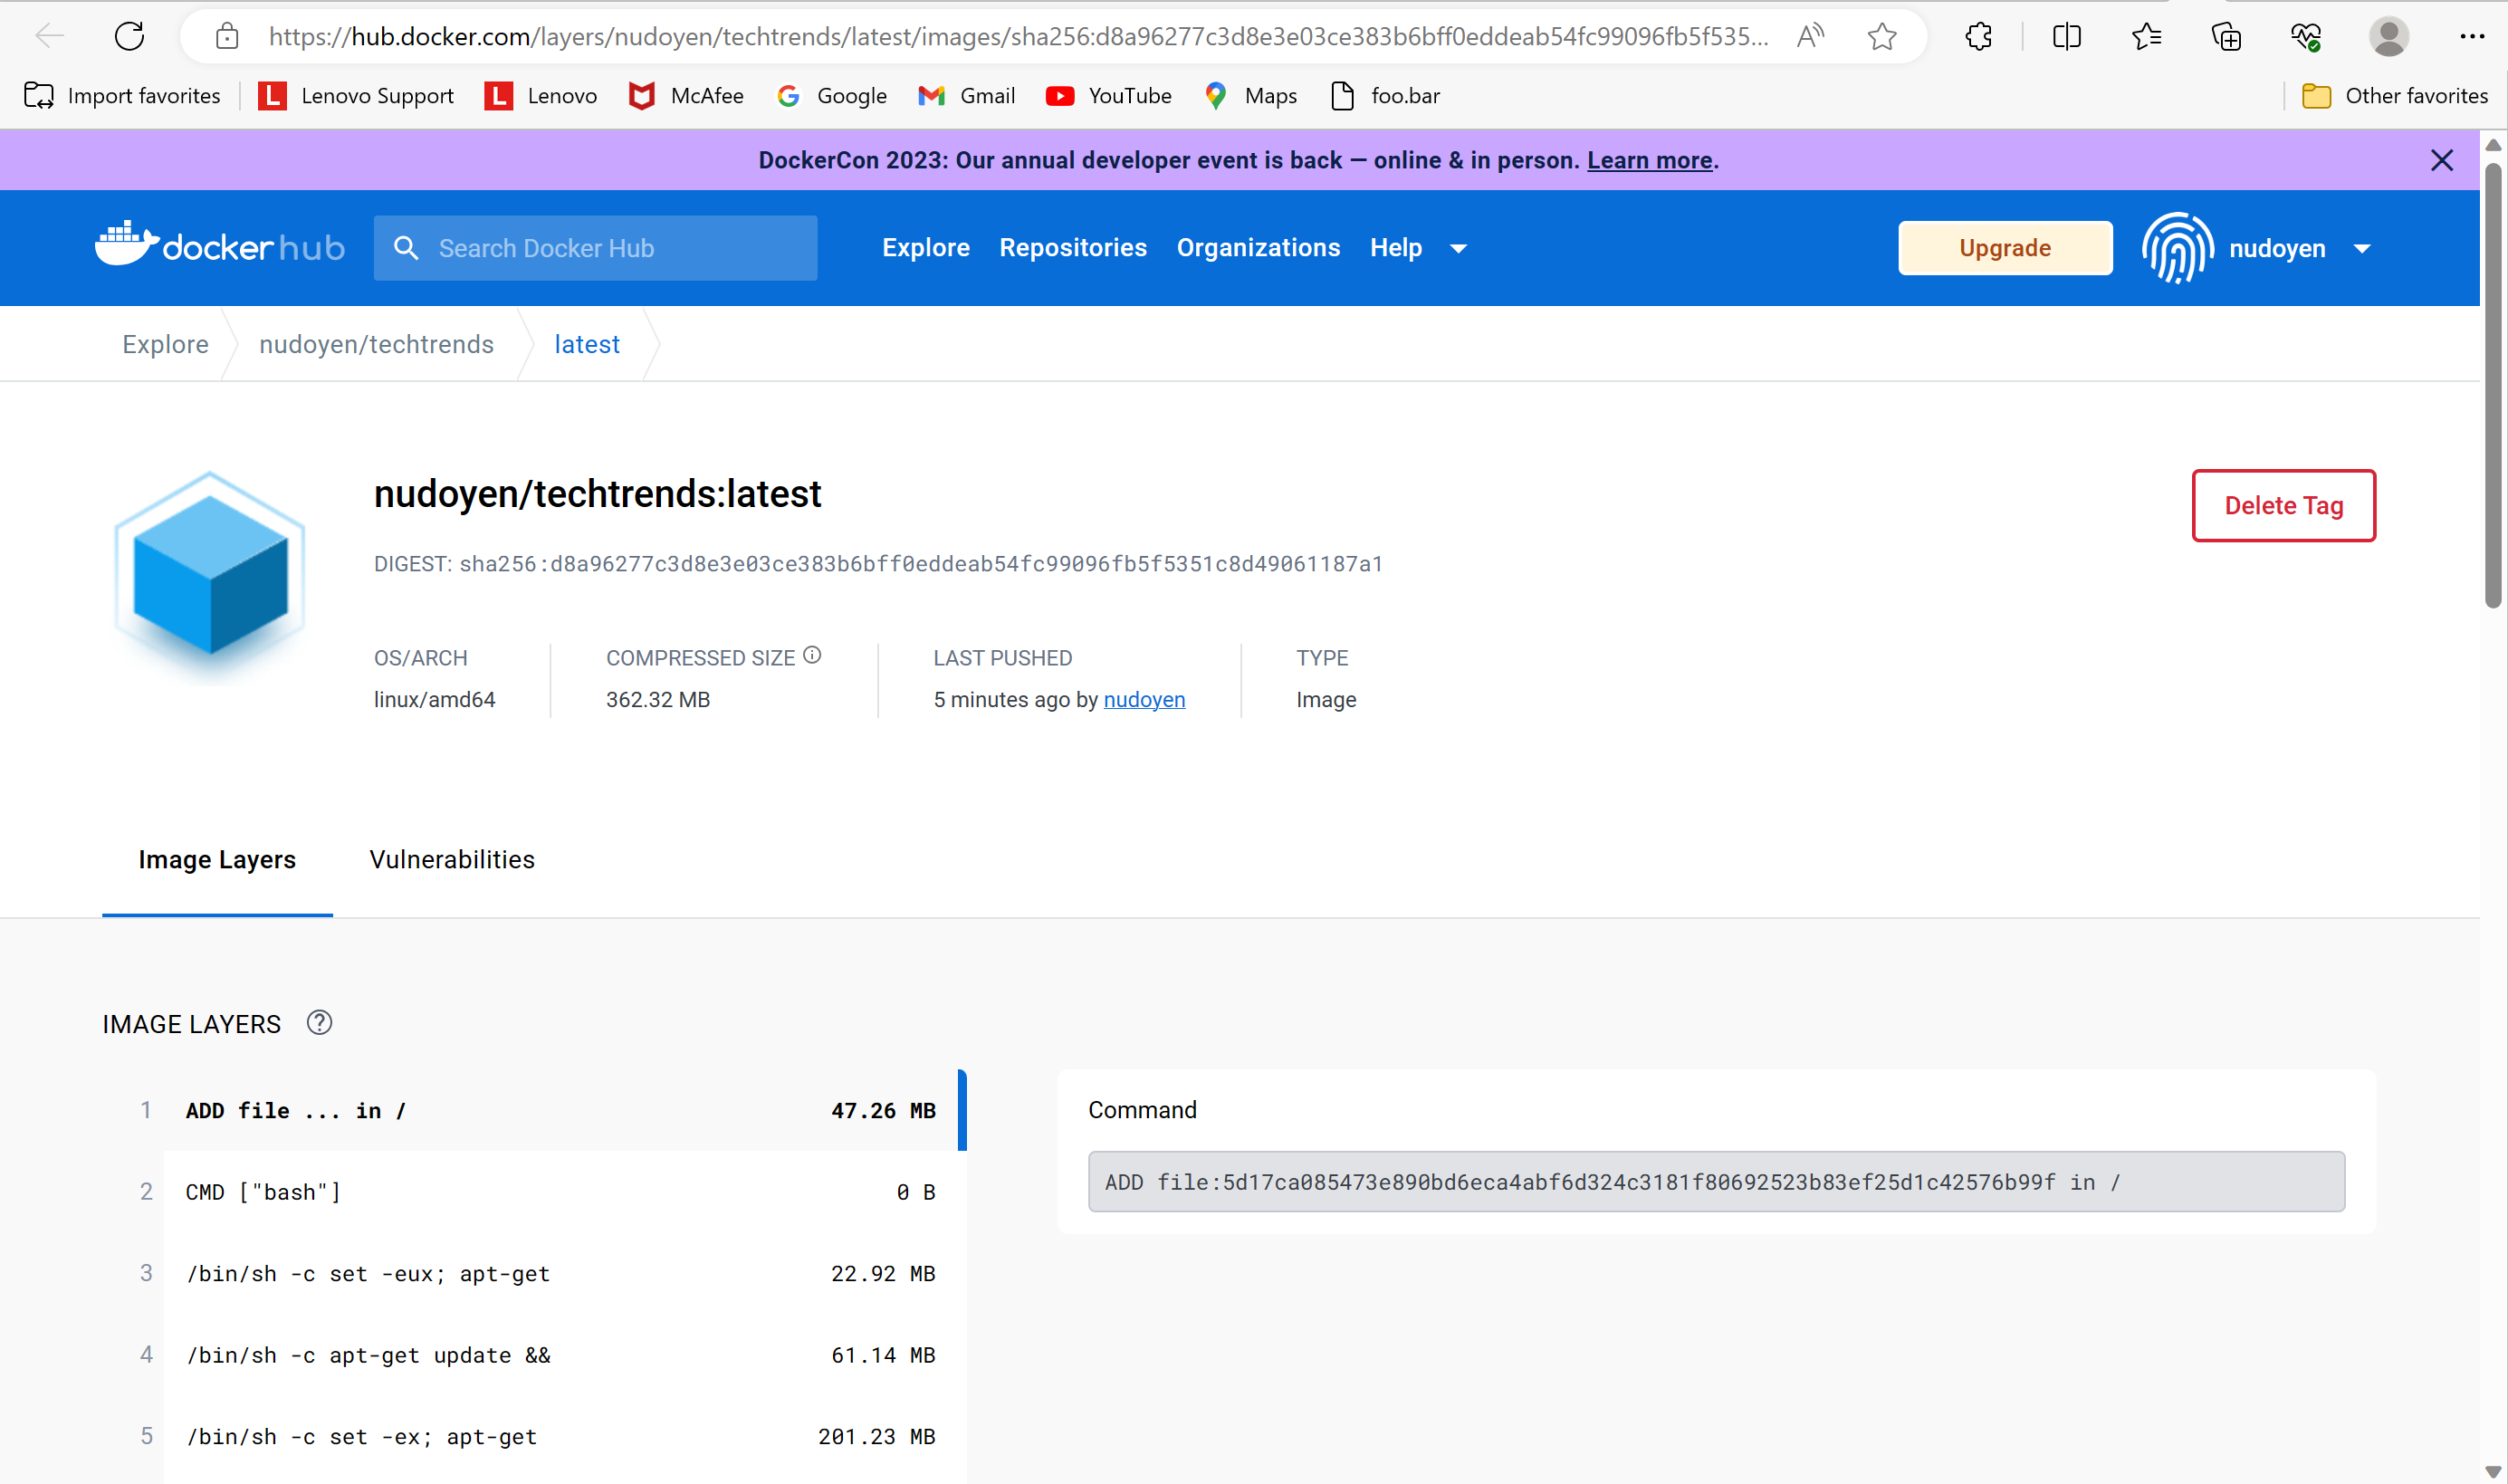 https://hub.docker.com/layers/nudoyen/techtrends/latest/images/sha256:d8a96277c3d8e3e03ce383b6bff0eddeab54fc99096fb5f535...
Import favorites Lenovo Support Lenovo McAfee Google Gmail YouTube Maps foo.bar Other favorites
DockerCon 2023: Our annual developer event is back — online & in person. Learn more.
dockerhub Search Docker Hub Explore Repositories Organizations Help Upgrade nudoyen
Explore nudoyen/techtrends latest
nudoyen/techtrends:latest
Delete Tag
DIGEST: sha256:d8a96277c3d8e3e03ce383b6bff0eddeab54fc99096fb5f5351c8d49061187a1
OS/ARCH COMPRESSED SIZE LAST PUSHED TYPE
linux/amd64 362.32 MB 5 minutes ago by nudoyen Image
Image Layers Vulnerabilities
IMAGE LAYERS
1 ADD file ... in / 47.26 MB
2 CMD ["bash"] 0 B
3 /bin/sh -c set -eux; apt-get 22.92 MB
4 /bin/sh -c apt-get update && 61.14 MB
5 /bin/sh -c set -ex; apt-get 201.23 MB
Command
ADD file:5d17ca085473e890bd6eca4abf6d324c3181f80692523b83ef25d1c42576b99f in /